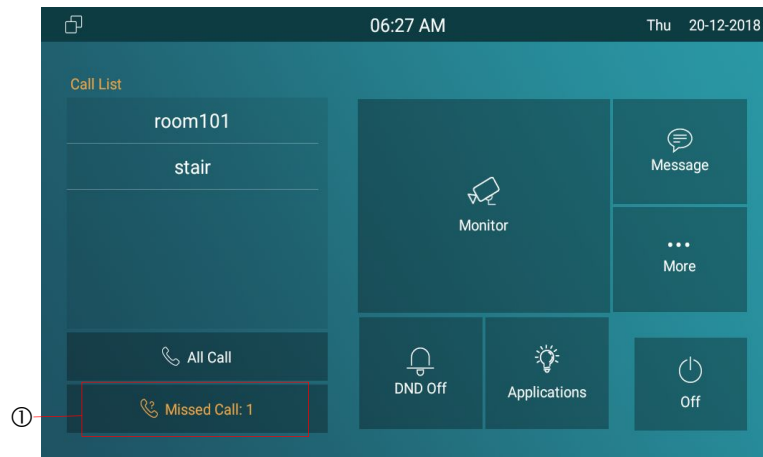 06:27 AM
Thu 20-12-2018
Call List
room101
stair
All Call
Missed Call: 1
Monitor
Message
More
DND Off
Applications
Off
①